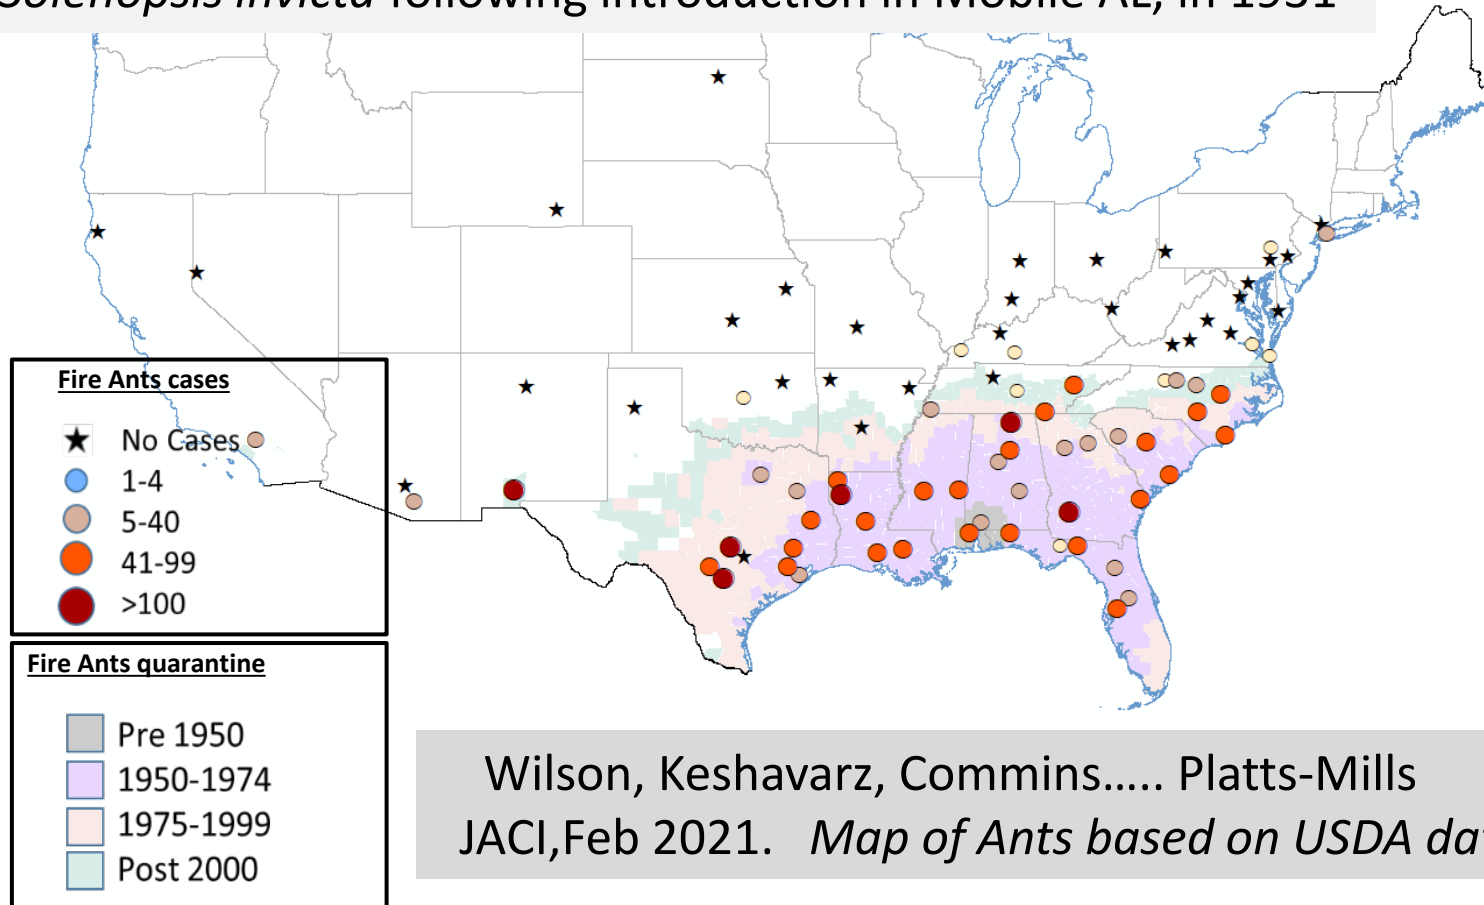 Solenopsis invicta following introduction in Mobile AL, in 1931
Fire Ants cases
No Cases
1-4
5-40
41-99
>100
Fire Ants quarantine
Pre 1950
1950-1974
1975-1999
Post 2000
Wilson, Keshavarz, Commins….. Platts-Mills
JACI,Feb 2021. Map of Ants based on USDA dat